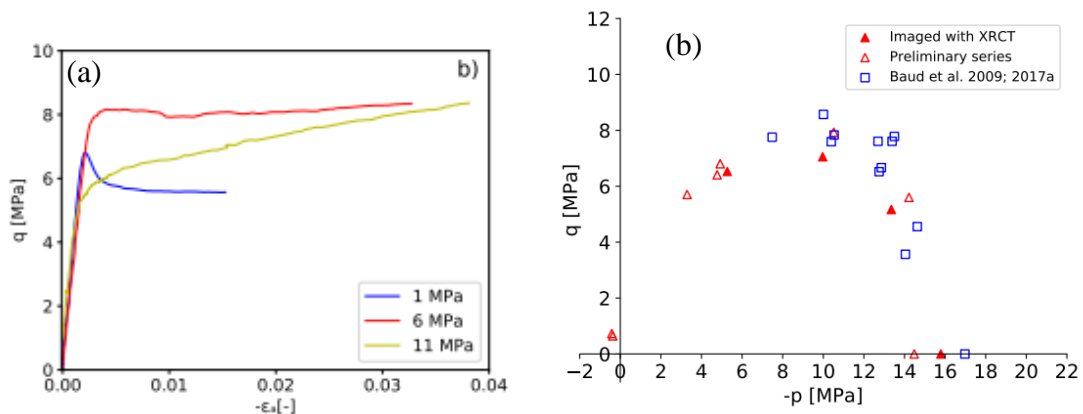 (a)
b)
10
8
6
4
2
0
q [MPa]
0.00
0.01
0.02
0.03
0.04
-εₐ[-]
1 MPa
6 MPa
11 MPa
(b)
12
10
8
6
4
2
0
q [MPa]
−2
0
2
4
6
8
10
12
14
16
18
20
22
-p [MPa]
Imaged with XRCT
Preliminary series
Baud et al. 2009; 2017a